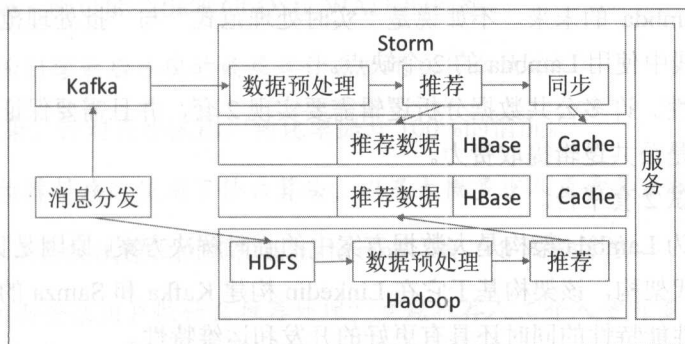 Storm
Kafka
数据预处理
推荐
同步
推荐数据
HBase
Cache
消息分发
推荐数据
HBase
Cache
服务
HDFS
数据预处理
推荐
Hadoop